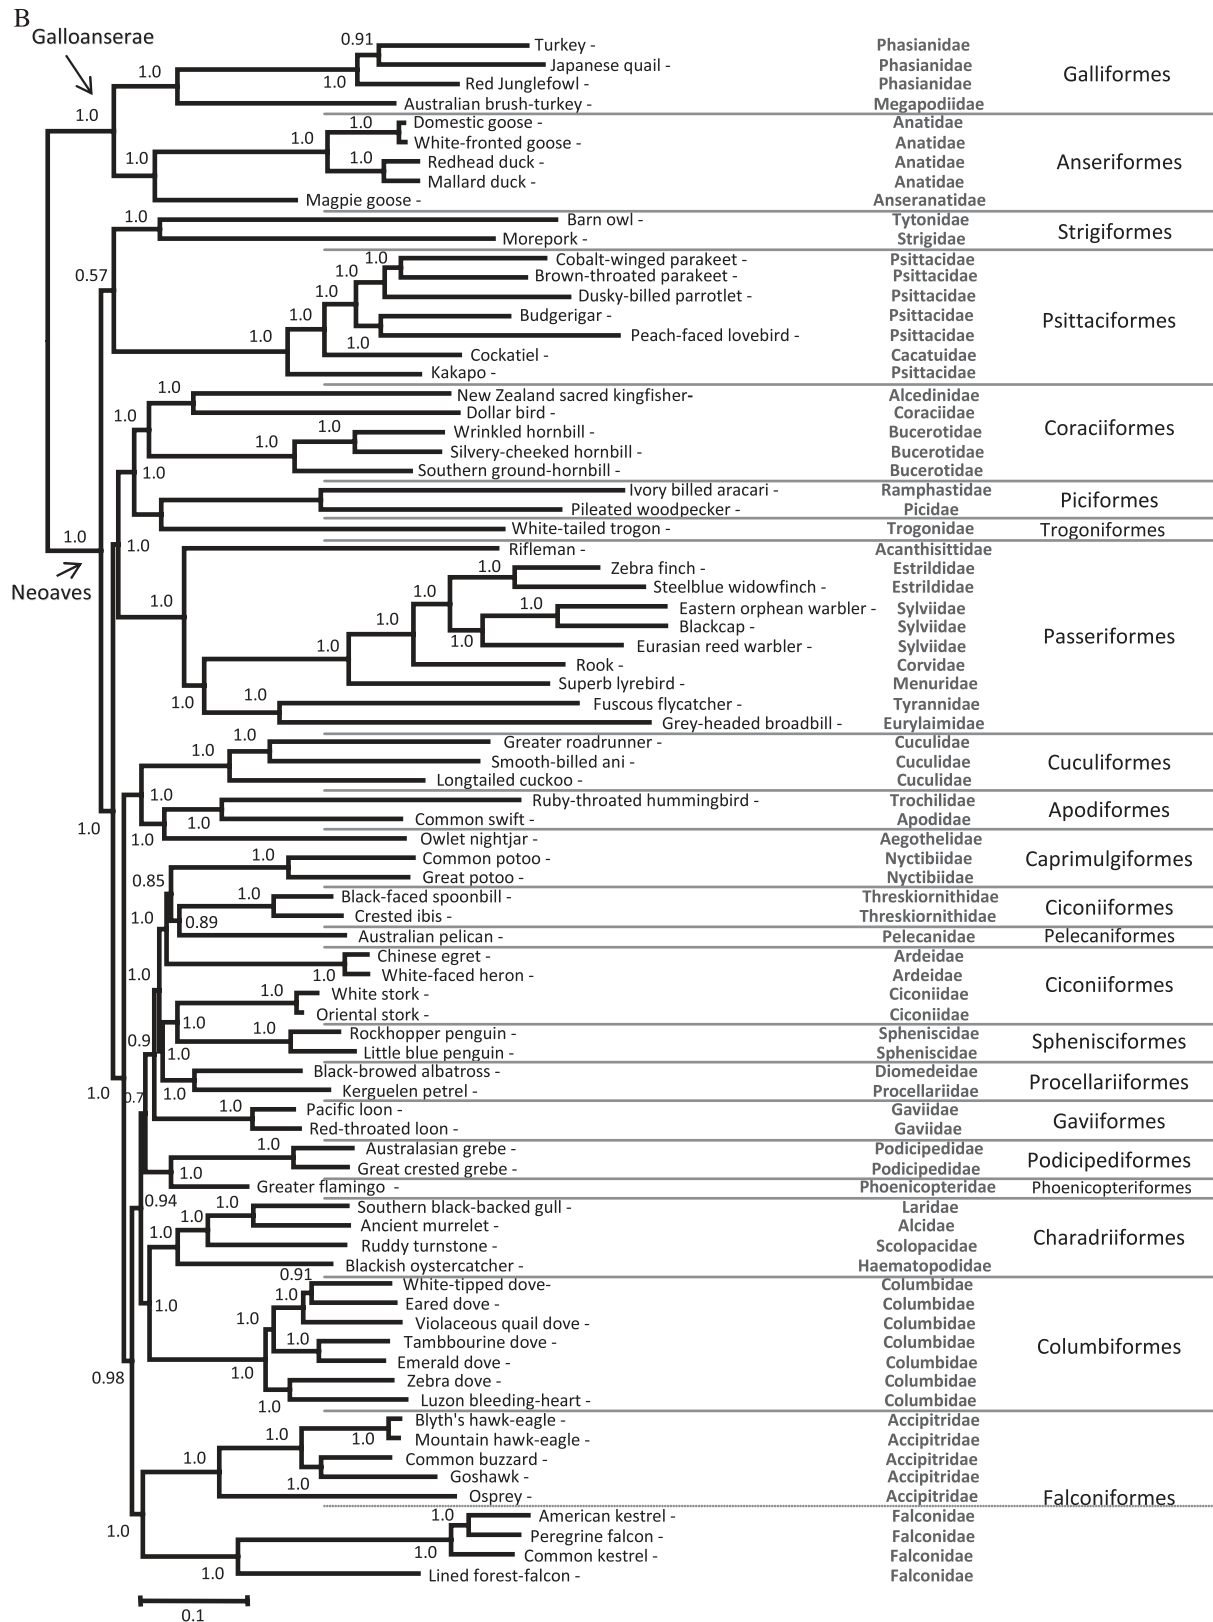 B
Galloanserae
0.91
Turkey - Phasianidae
1.0 Japanese quail - Phasianidae
1.0 Red Junglefowl - Phasianidae
Galliformes
Australian brush-turkey - Megapodiidae
1.0
1.0 Domestic goose - Anatidae
1.0 White-fronted goose - Anatidae
1.0 1.0 Redhead duck - Anatidae
Anseriformes
Mallard duck - Anatidae
Magpie goose - Anseranatidae
1.0 Barn owl - Tytonidae
Strigiformes
Morepork - Strigidae
0.57
1.0 Cobalt-winged parakeet - Psittacidae
1.0 Brown-throated parakeet - Psittacidae
1.0 Dusky-billed parrotlet - Psittacidae
1.0 Budgerigar - Psittacidae
Psittaciformes
1.0 1.0 Peach-faced lovebird - Psittacidae
Cockatiel - Cacatuidae
Kakapo - Psittacidae
1.0 New Zealand sacred kingfisher- Alcedinidae
1.0 Dollar bird - Coraciidae
1.0 Wrinkled hornbill - Bucerotidae
Coraciiformes
1.0 Silvery-cheeked hornbill - Bucerotidae
1.0 Southern ground-hornbill - Bucerotidae
Ivory billed aracari - Ramphastidae
Piciformes
Pileated woodpecker - Picidae
White-tailed trogon - Trogonidae Trogoniformes
1.0 1.0 Rifleman - Acanthisittidae
Neoaves
1.0 Zebra finch - Estrildidae
1.0 Steelblue widowfinch - Estrildidae
1.0 1.0 Eastern orphean warbler - Sylviidae
1.0 Blackcap - Sylviidae
Passeriformes
1.0 1.0 Eurasian reed warbler - Sylviidae
Rook - Corvidae
Superb lyrebird - Menuridae
1.0 1.0 Fuscous flycatcher - Tyrannidae
Grey-headed broadbill - Eurylaimidae
1.0 Greater roadrunner - Cuculidae
1.0 Smooth-billed ani - Cuculidae
Cuculiformes
Longtailed cuckoo - Cuculidae
1.0 Ruby-throated hummingbird - Trochilidae
Apodiformes
1.0 1.0 Common swift - Apodidae
1.0 Owlet nightjar - Aegothelidae
1.0 Common potoo - Nyctibiidae
Caprimulgiformes
0.85 Great potoo - Nyctibiidae
1.0 Black-faced spoonbill - Threskiornithidae
Ciconiiformes
1.0 0.89 Crested ibis - Threskiornithidae
Australian pelican - Pelecanidae Pelecaniformes
Chinese egret - Ardeidae
1.0 1.0 White-faced heron - Ardeidae
Ciconiiformes
1.0 White stork - Ciconiidae
1.0 Oriental stork - Ciconiidae
1.0 Rockhopper penguin - Spheniscidae
Sphenisciformes
0.9 1.0 Little blue penguin - Spheniscidae
Black-browed albatross - Diomedeidae
Procellariiformes
1.0 0.7 1.0 Kerguelen petrel - Procellariidae
1.0 Pacific loon - Gaviidae
Gaviiformes
Red-throated loon - Gaviidae
1.0 Australasian grebe - Podicipedidae
Podicipediformes
1.0 Great crested grebe - Podicipedidae
Greater flamingo - Phoenicopteridae Phoenicopteriformes
0.94 1.0 Southern black-backed gull - Laridae
1.0 Ancient murrelet - Alcidae
Charadriiformes
1.0 Ruddy turnstone - Scolopacidae
Blackish oystercatcher - Haematopodidae
0.91 White-tipped dove- Columbidae
1.0 1.0 Eared dove - Columbidae
1.0 Violaceous quail dove - Columbidae
1.0 Tambbourine dove - Columbidae
Columbiformes
1.0 Emerald dove - Columbidae
0.98 Zebra dove - Columbidae
1.0 Luzon bleeding-heart - Columbidae
Blyth's hawk-eagle - Accipitridae
1.0 1.0 Mountain hawk-eagle - Accipitridae
1.0 Common buzzard - Accipitridae
1.0 Goshawk - Accipitridae
Osprey - Accipitridae
Falconiformes
1.0 1.0 American kestrel - Falconidae
Peregrine falcon - Falconidae
1.0 Common kestrel - Falconidae
1.0 Lined forest-falcon - Falconidae
0.1